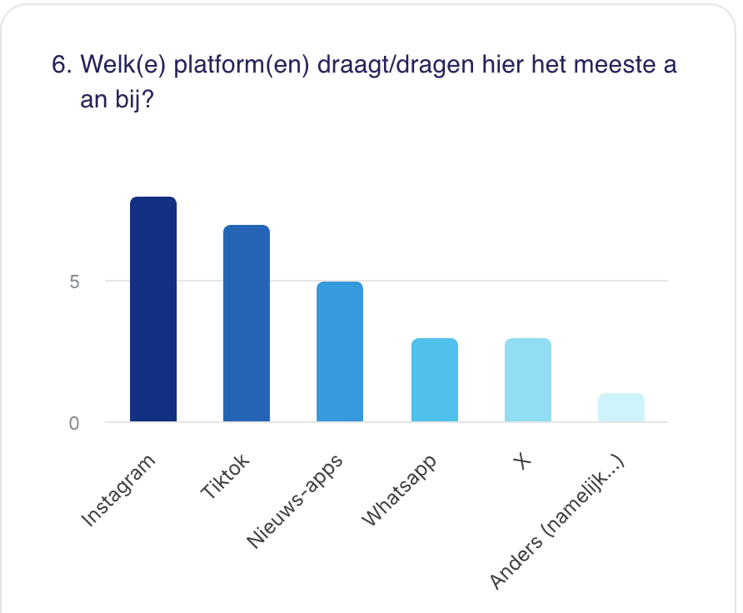 6. Welk(e) platform(en) draagt/dragen hier het meeste a
an bij?
5
0
Instagram
Tiktok
Nieuws-apps
Whatsapp
X
Anders (namelijk...)